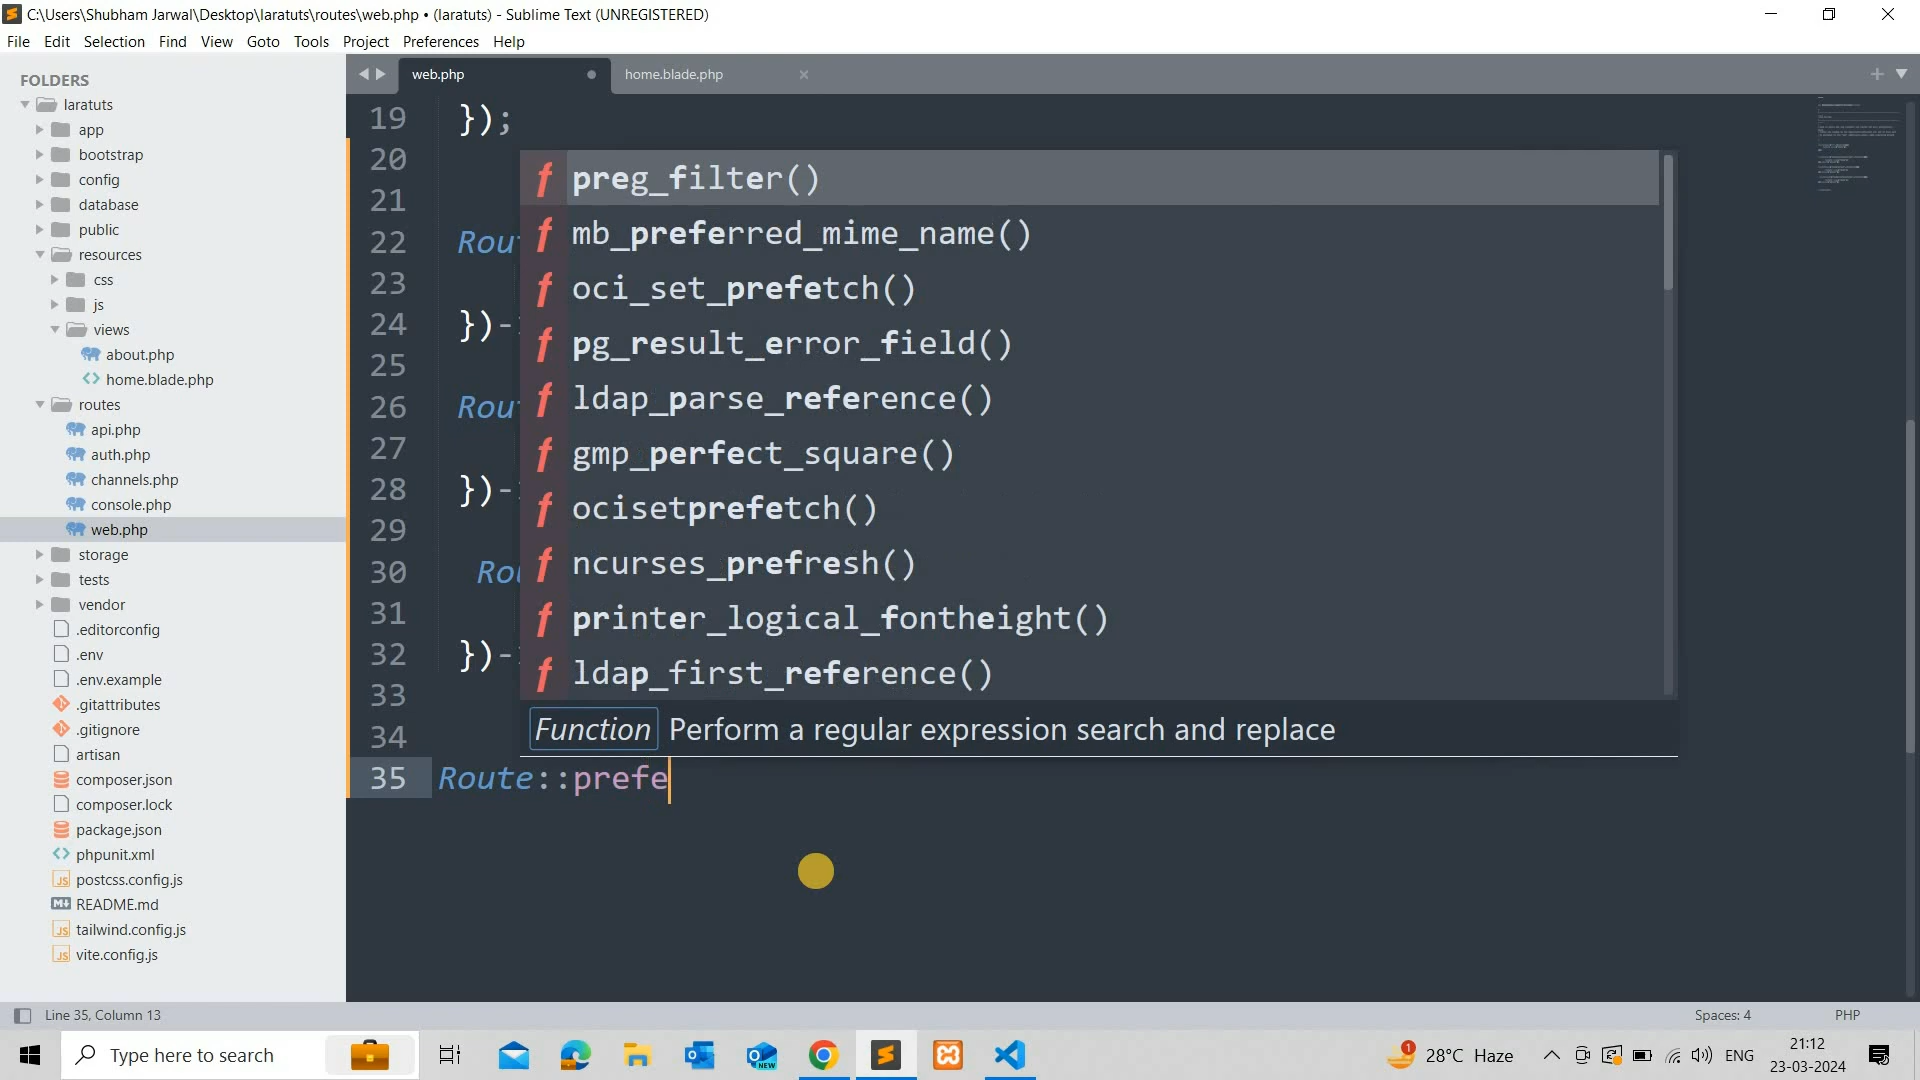 C:\Users\Shubham Jarwal\Desktop\laratuts\routes\web.php • (laratuts) - Sublime Text (UNREGISTERED)
File Edit Selection Find View Goto Tools Project Preferences Help
FOLDERS
laratuts
app
bootstrap
config
database
public
resources
css
js
views
about.php
home.blade.php
routes
api.php
auth.php
channels.php
console.php
web.php
storage
tests
vendor
.editorconfig
.env
.env.example
.gitattributes
.gitignore
artisan
composer.json
composer.lock
package.json
phpunit.xml
postcss.config.js
README.md
tailwind.config.js
vite.config.js
web.php home.blade.php
19 });
20
21
22 Rou
23
24 })-
25
26 Rou
27
28 })-
29
30 Rou
31
32 })-
33
34
35 Route::prefe
f preg_filter()
f mb_preferred_mime_name()
f oci_set_prefetch()
f pg_result_error_field()
f ldap_parse_reference()
f gmp_perfect_square()
f ocisetprefetch()
f ncurses_prefresh()
f printer_logical_fontheight()
f ldap_first_reference()
Function Perform a regular expression search and replace
Line 35, Column 13 Spaces: 4 PHP
Type here to search
NEW
1 28°C Haze ENG 21:12
23-03-2024